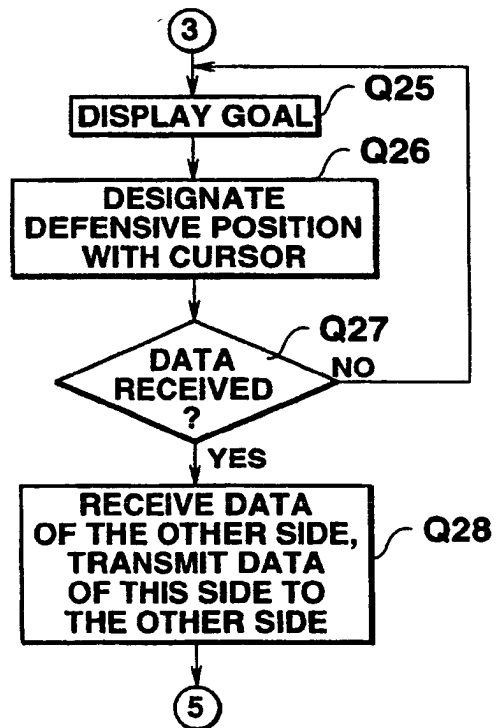 3
DISPLAY GOAL
Q25
Q26
DESIGNATE
DEFENSIVE POSITION
WITH CURSOR
Q27
DATA
RECEIVED
?
NO
YES
RECEIVE DATA
OF THE OTHER SIDE,
TRANSMIT DATA
OF THIS SIDE TO
THE OTHER SIDE
Q28
5